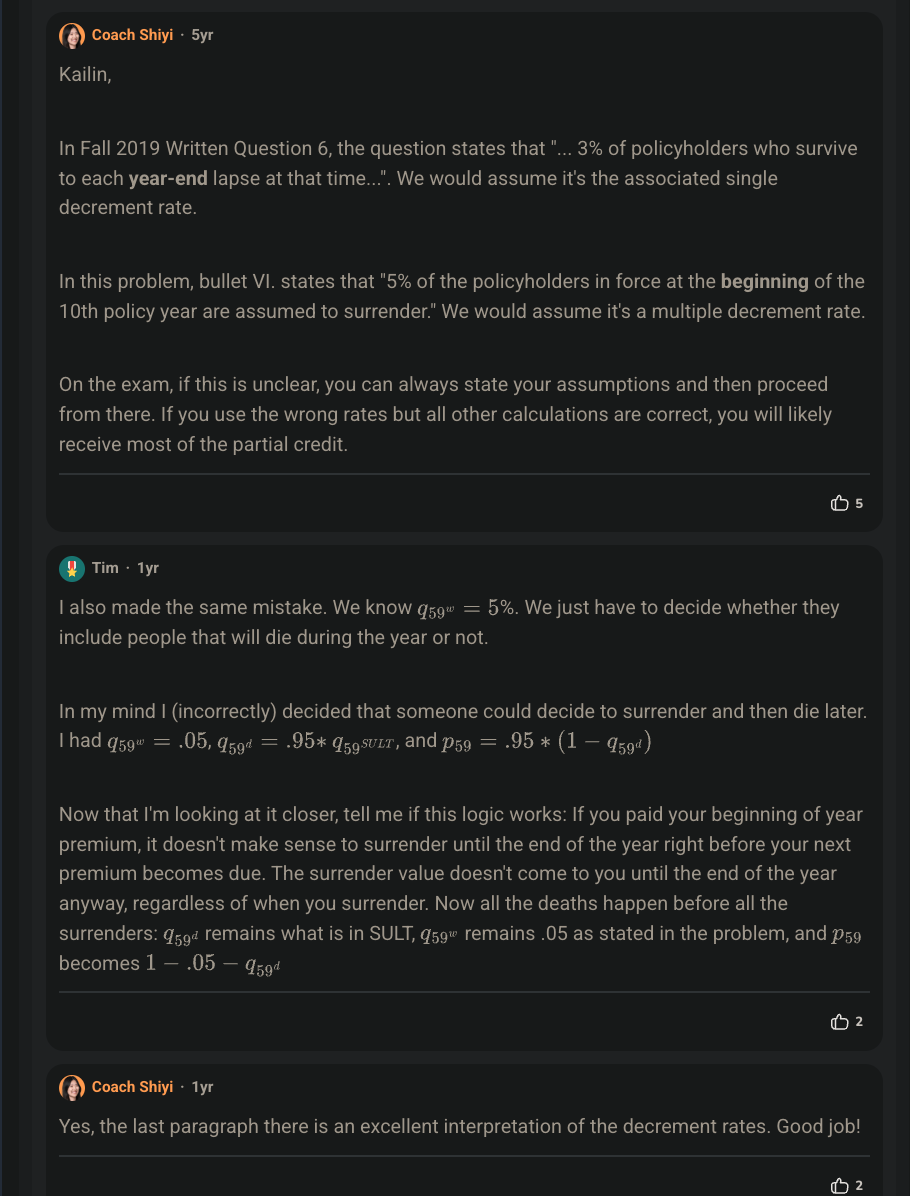 Coach Shiyi · 5yr
Kailin,
In Fall 2019 Written Question 6, the question states that "... 3% of policyholders who survive
to each year-end lapse at that time...". We would assume it's the associated single
decrement rate.
In this problem, bullet VI. states that "5% of the policyholders in force at the beginning of the
10th policy year are assumed to surrender." We would assume it's a multiple decrement rate.
On the exam, if this is unclear, you can always state your assumptions and then proceed
from there. If you use the wrong rates but all other calculations are correct, you will likely
receive most of the partial credit.
5
Tim · 1yr
I also made the same mistake. We know $q_{59^w} = 5$%. We just have to decide whether they
include people that will die during the year or not.
In my mind I (incorrectly) decided that someone could decide to surrender and then die later.
I had $q_{59^w} = .05$, $q_{59^d} = .95 * q_{59^{SULT}}$, and $p_{59} = .95 * (1 - q_{59^d})$
Now that I'm looking at it closer, tell me if this logic works: If you paid your beginning of year
premium, it doesn't make sense to surrender until the end of the year right before your next
premium becomes due. The surrender value doesn't come to you until the end of the year
anyway, regardless of when you surrender. Now all the deaths happen before all the
surrenders: $q_{59^d}$ remains what is in SULT, $q_{59^w}$ remains .05 as stated in the problem, and $p_{59}$
becomes $1 - .05 - q_{59^d}$
2
Coach Shiyi · 1yr
Yes, the last paragraph there is an excellent interpretation of the decrement rates. Good job!
2